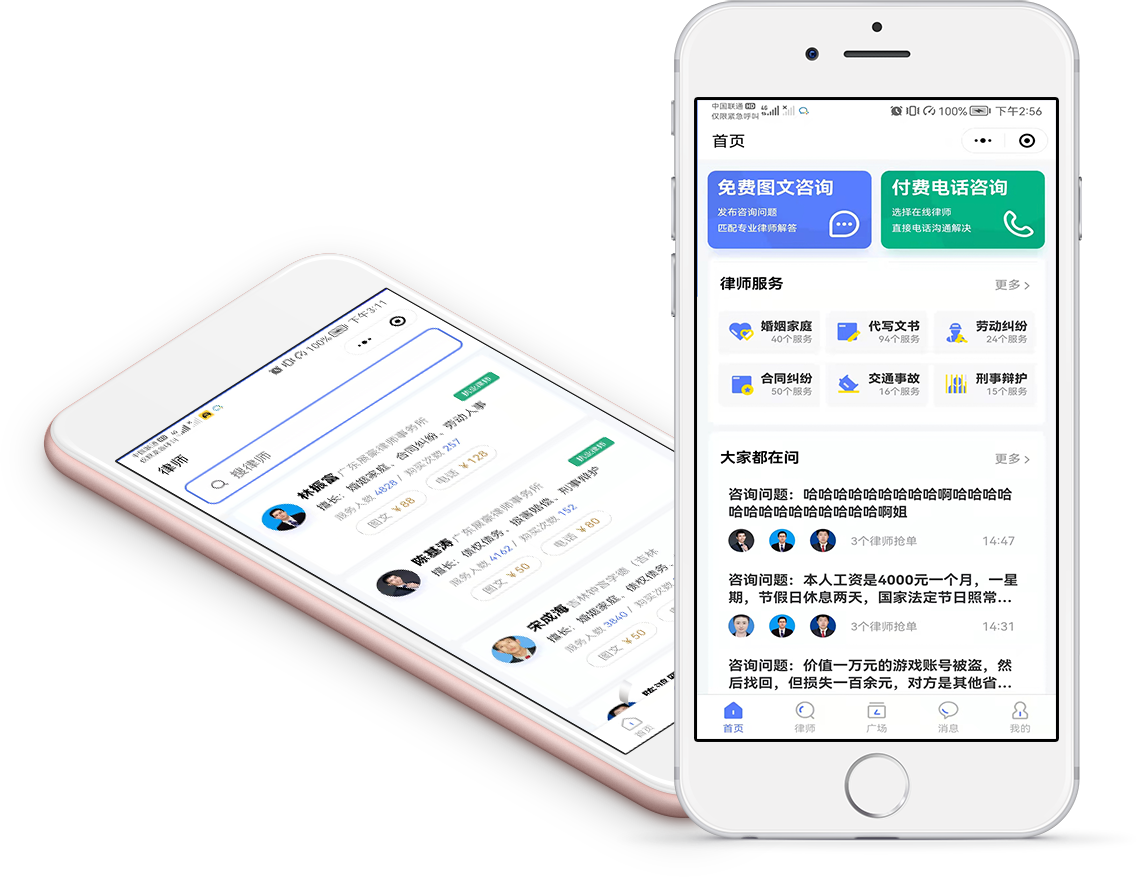 中国联通 HD
仅限紧急呼叫
4G
100%
下午2:56
首页
免费图文咨询
发布咨询问题
匹配专业律师解答
付费电话咨询
选择在线律师
直接电话沟通解决
律师服务
更多
婚姻家庭
40个服务
代写文书
94个服务
劳动纠纷
24个服务
合同纠纷
50个服务
交通事故
16个服务
刑事辩护
15个服务
大家都在问
更多
咨询问题：哈哈哈哈哈哈哈哈哈啊哈哈哈哈
哈哈哈哈哈哈哈哈哈哈啊姐
3个律师抢单
14:47
咨询问题：本人工资是4000元一个月，一星
期，节假日休息两天，国家法定节日照常...
3个律师抢单
14:31
咨询问题：价值一万元的游戏账号被盗，然
后找回，但损失一百余元，对方是其他省...
首页
律师
广场
消息
我的
中国联通 HD
仅限紧急呼叫
4G
100%
下午3:11
律师
搜律师
林振富 广东展豪律师事务所
执业律师
擅长：婚姻家庭、合同纠纷、劳动人事
服务人数 4828 / 购买次数 257
图文 ￥88
电话 ￥128
陈基涛 广东展豪律师事务所
执业律师
擅长：债权债务、损害赔偿、刑事辩护
服务人数 4162 / 购买次数 152
图文 ￥50
电话 ￥80
宋成海 吉林钟宫学德（吉林
擅长：婚姻家庭、债权债务
服务人数 3840 / 购买次数
图文 ￥50
首页